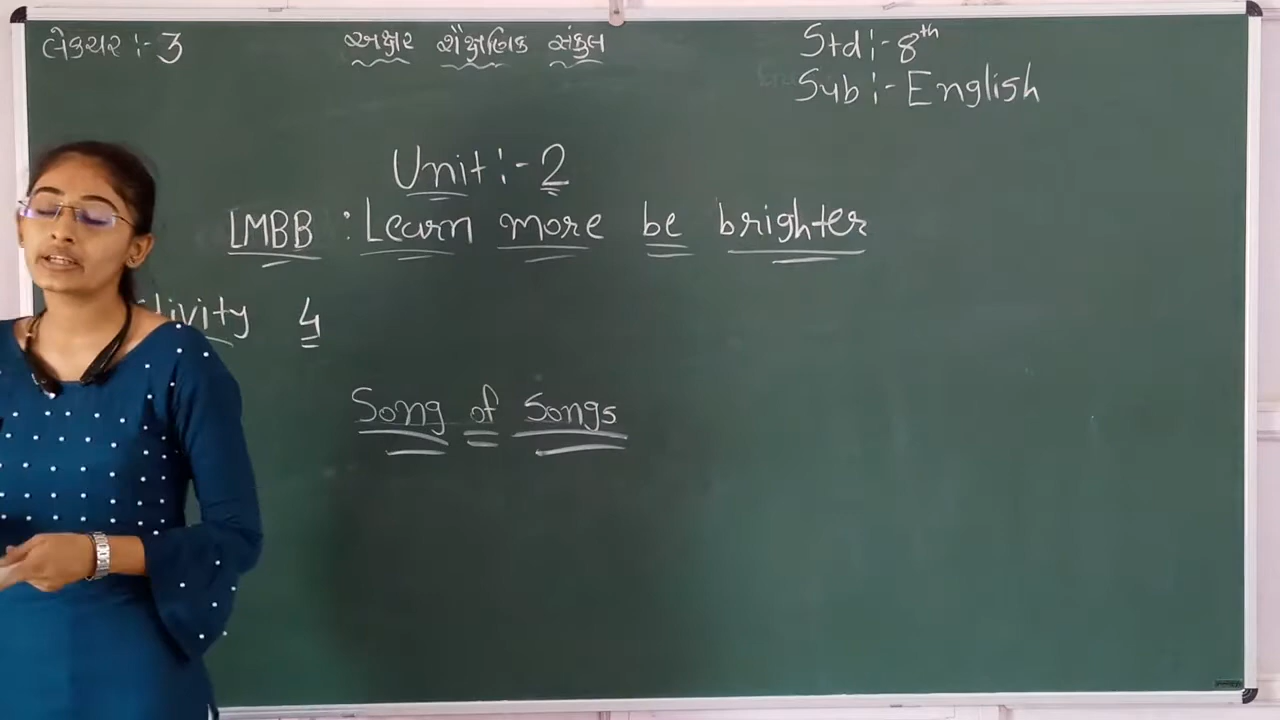 લેક્ચર :- 3
અક્ષર શૈક્ષણિક સંકુલ
Std :- 8th
Sub :- English
Unit :- 2
LMBB : Learn more be brighter
tivity 4
Song of Songs